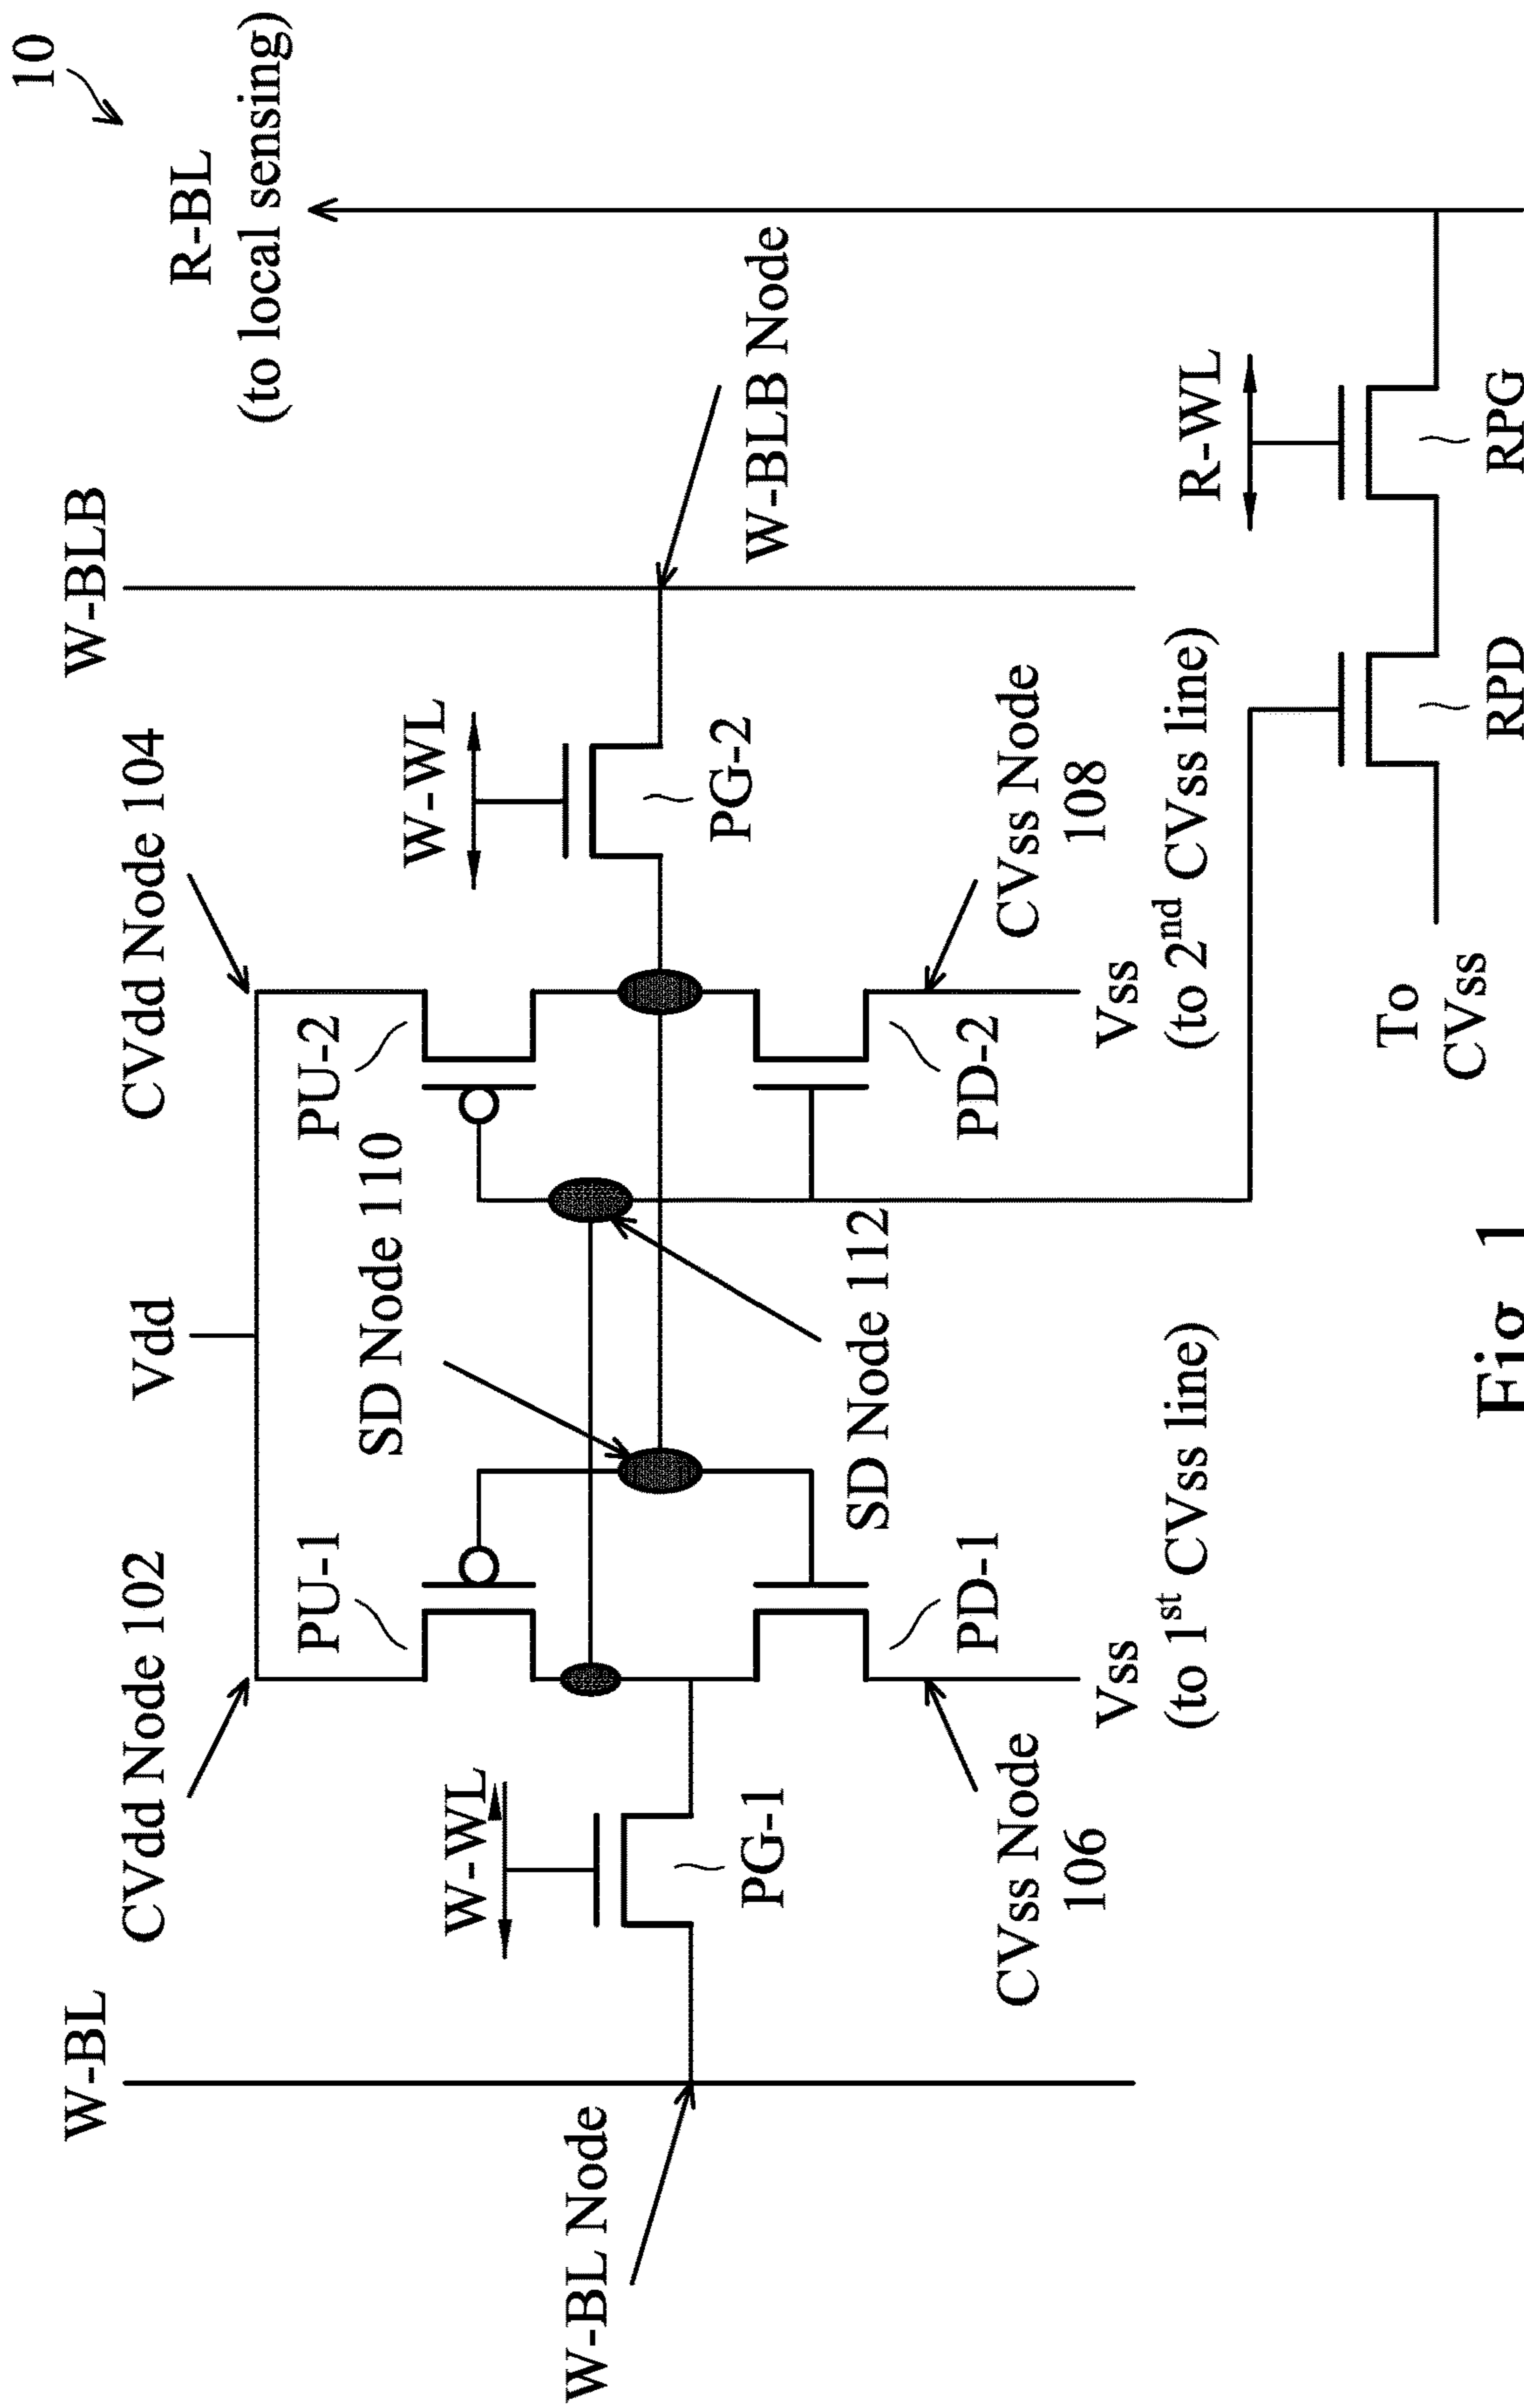 10
W-BL
W-BLB
R-BL
(to local sensing)
CVdd Node 102
Vdd
CVdd Node 104
PU-1
PU-2
SD Node 110
W-WL
W-WL
W-BL Node
PG-1
PG-2
W-BLB Node
SD Node 112
PD-1
PD-2
CVss Node
106
CVss Node
108
Vss
(to 1st CVss line)
Vss
(to 2nd CVss line)
R-WL
To
CVss
RPD
RPG
Fig. 1